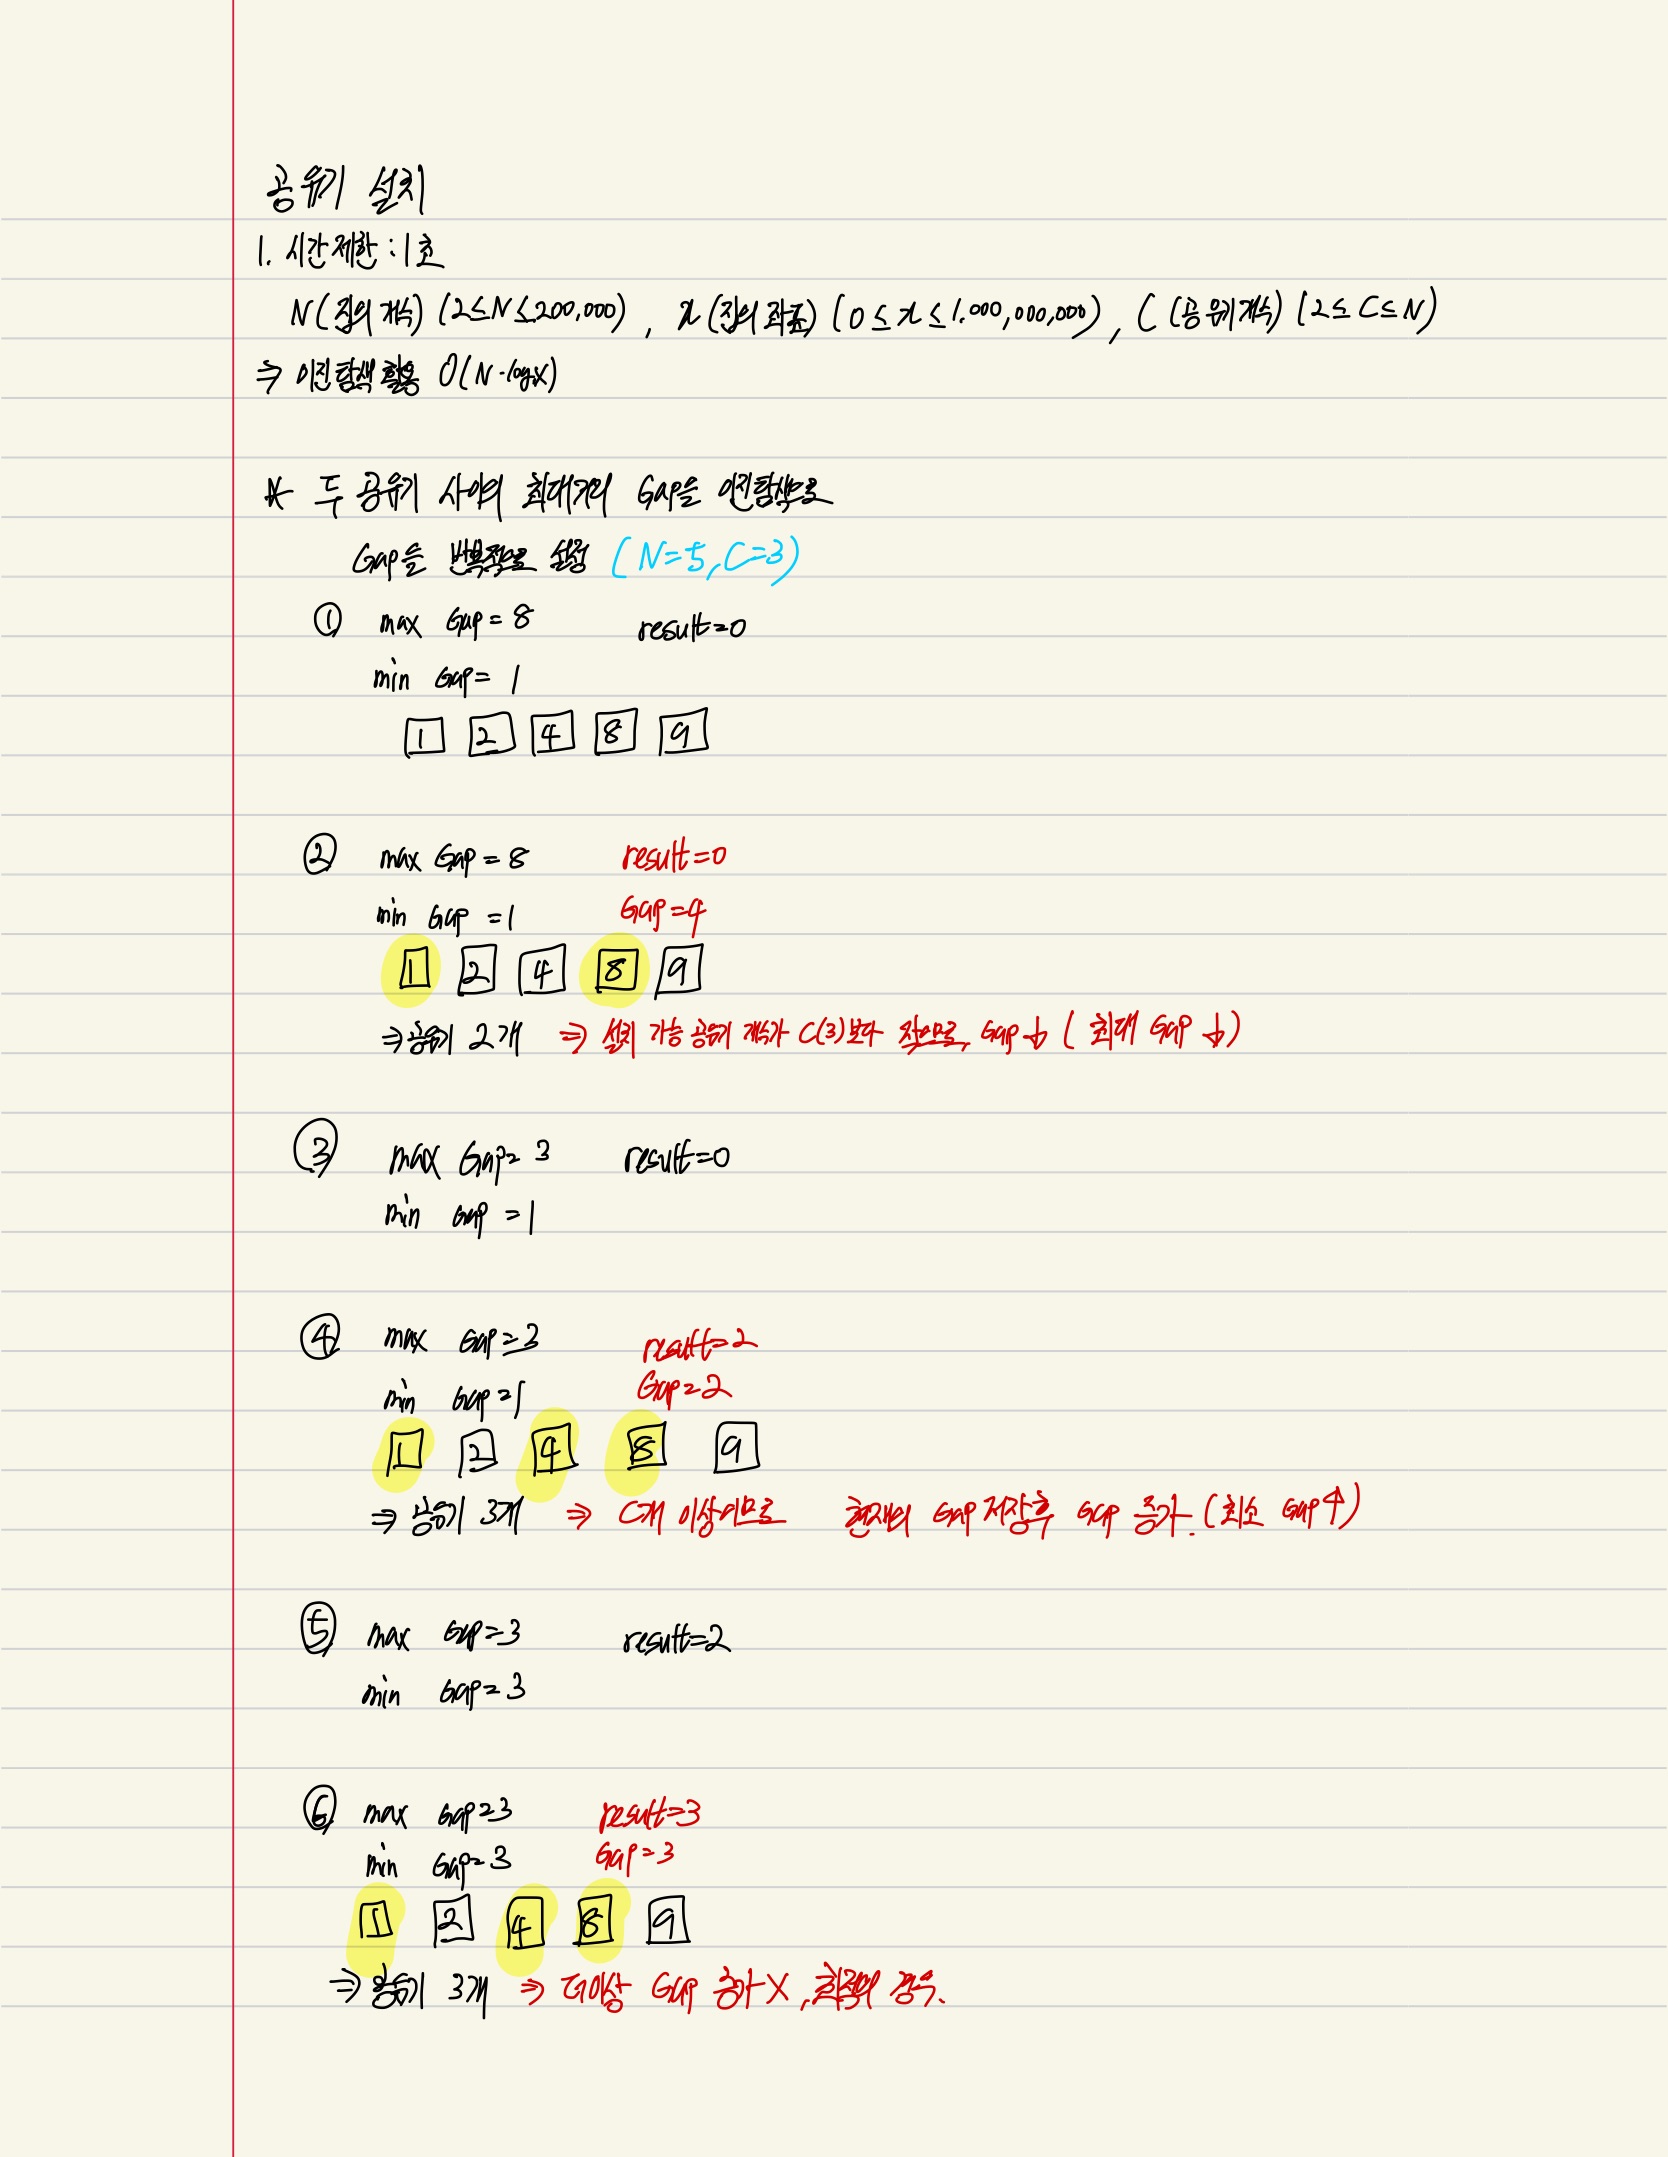 공유기 설치
1. 시간제한 : 1초
N(집의 개수) (2≤N≤200,000), x(집의 좌표) (0≤x≤1.000,000,000), C(공유기 개수) (2≤C≤N)
⇒ 이진탐색 활용 O(N·logX)
* 두 공유기 사이의 최대거리 Gap을 이진탐색으로
Gap을 반복적으로 설정 (N=5, C=3)
① max Gap=8 result=0
min Gap= 1
1 2 4 8 9
② max Gap=8 result=0
min Gap =1 Gap=4
1 2 4 8 9
⇒공유기 2개 ⇒ 설치 가능 공유기 개수가 C(3)보다 작으므로, Gap↓ ( 최대 Gap ↓)
③ max Gap=3 result=0
min Gap =1
④ max Gap=3 result=2
min Gap=1 Gap=2
1 2 4 8 9
⇒ 공유기 3개 ⇒ C개 이상이므로 현재의 Gap 저장후 Gap 증가. (최소 Gap↑)
⑤ max Gap=3 result=2
min Gap=3
⑥ max Gap=3 result=3
min Gap=3 Gap=3
1 2 4 8 9
⇒ 공유기 3개 ⇒ 더이상 Gap 증가 X, 최적의 경우.